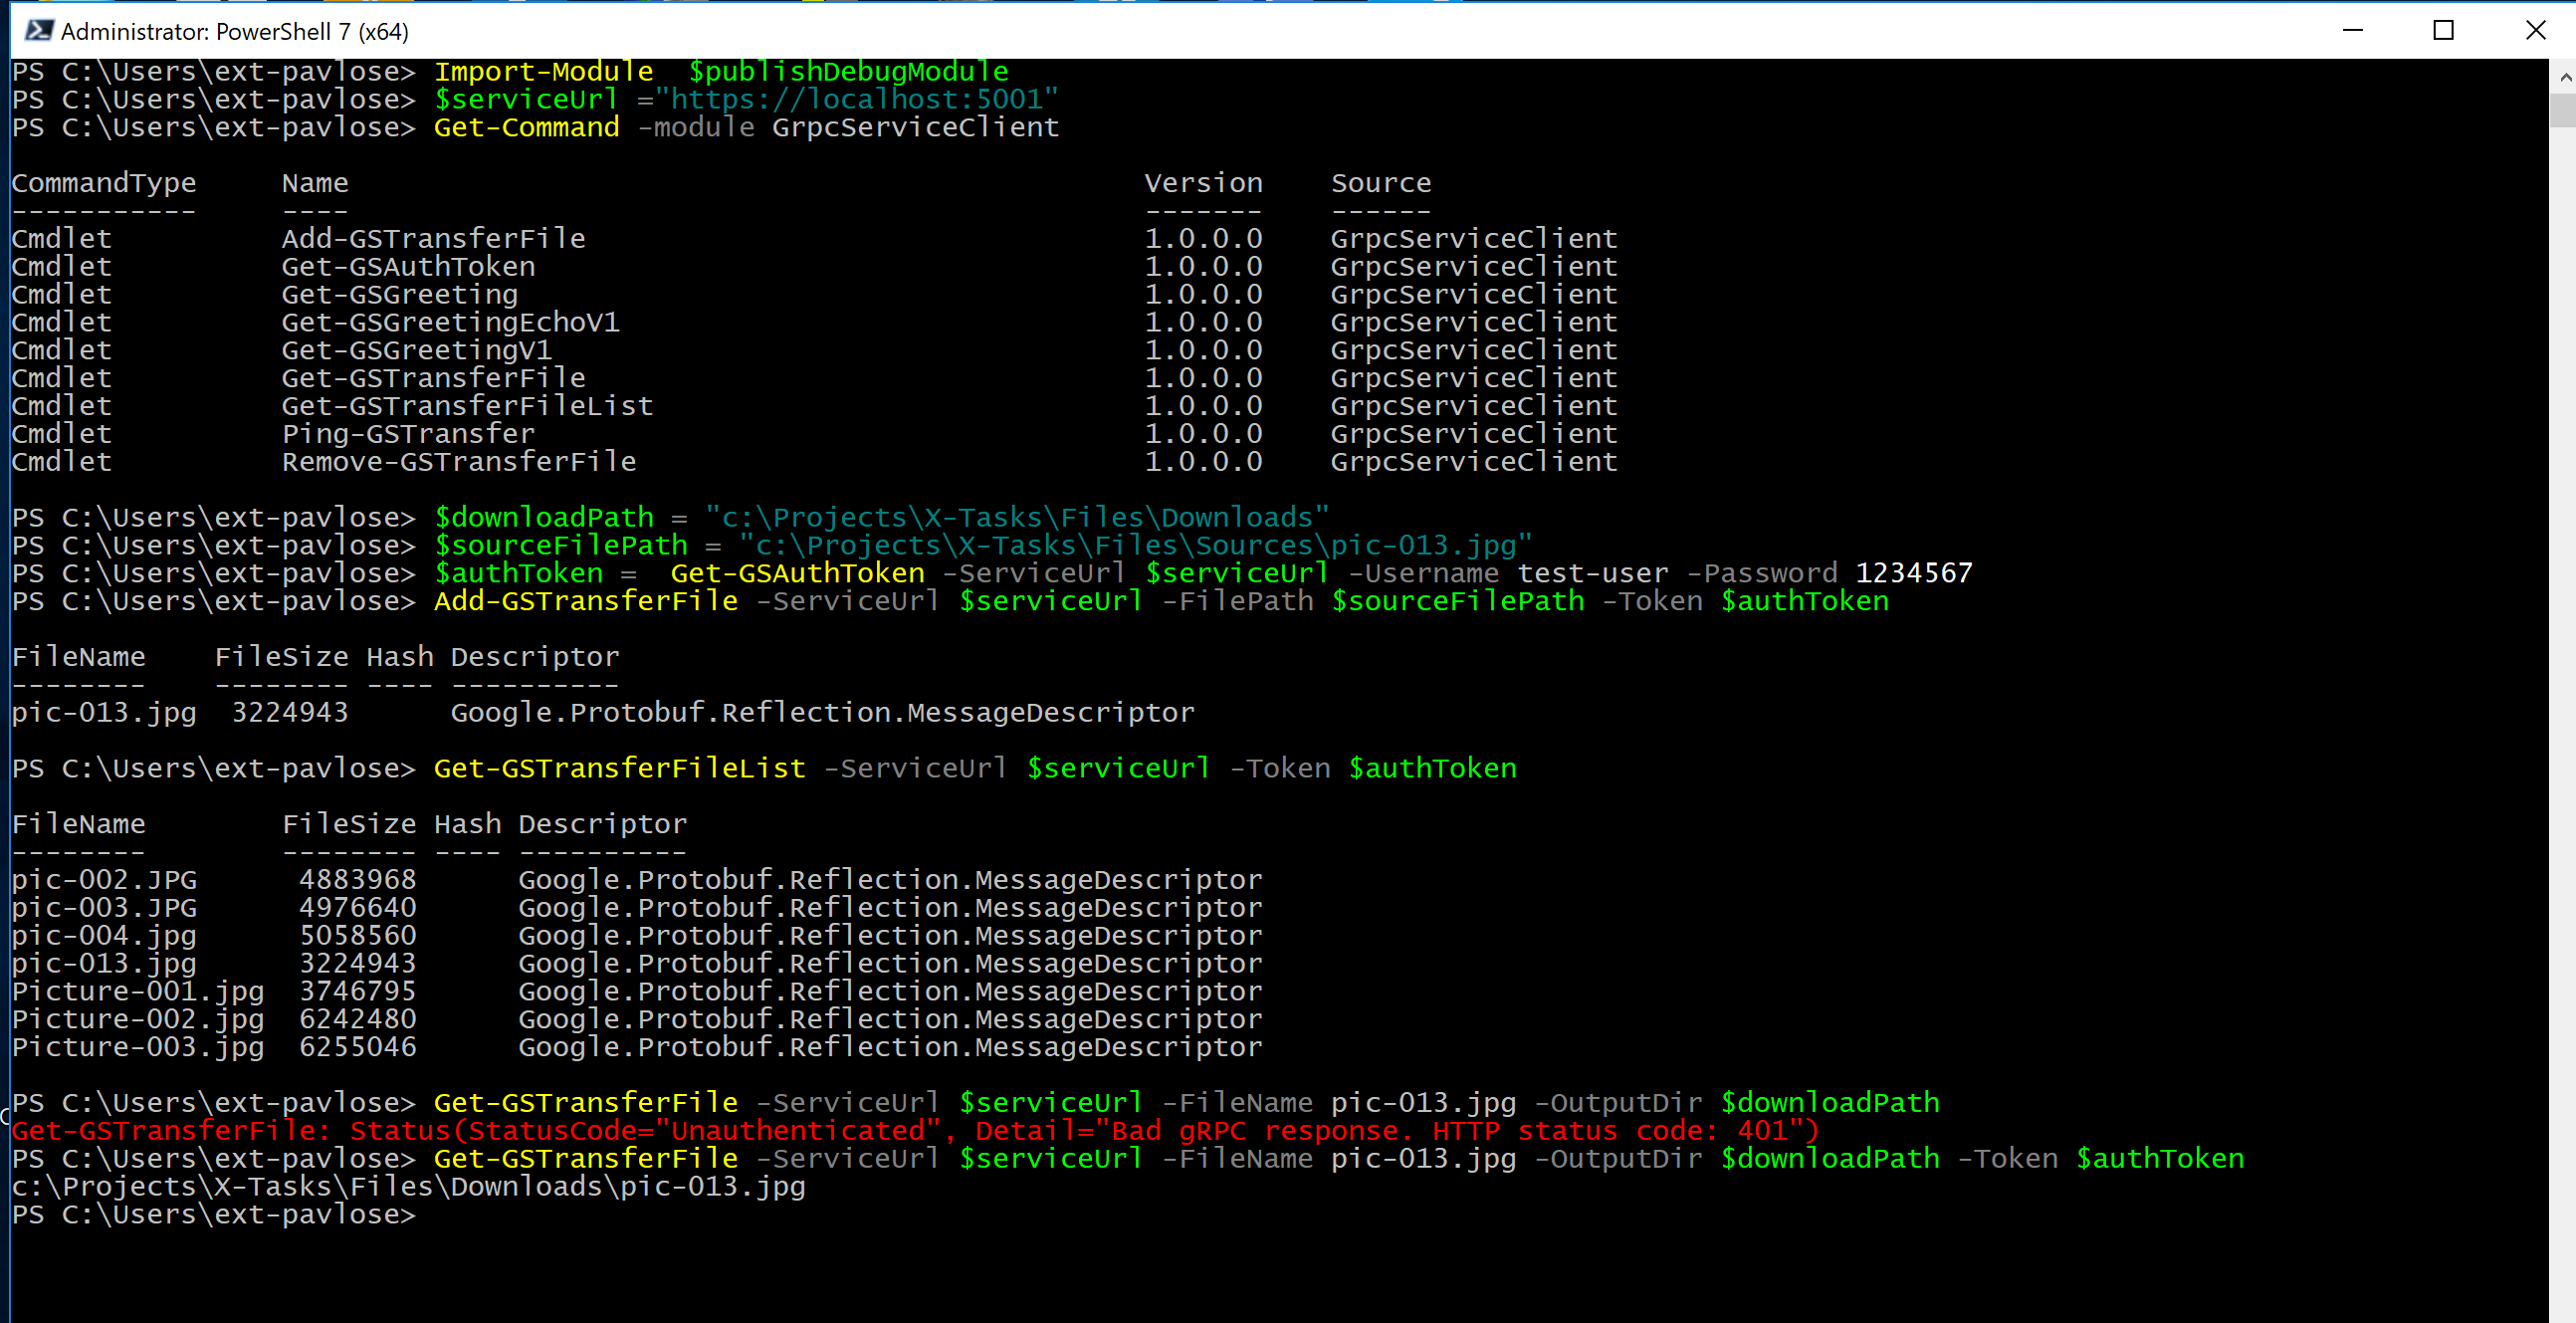 Administrator: PowerShell 7 (x64)
PS C:\Users\ext-pavlose> Import-Module  $publishDebugModule
PS C:\Users\ext-pavlose> $serviceUrl ="https://localhost:5001"
PS C:\Users\ext-pavlose> Get-Command -module GrpcServiceClient
CommandType     Name                                               Version    Source
-----------     ----                                               -------    ------
Cmdlet          Add-GSTransferFile                                 1.0.0.0    GrpcServiceClient
Cmdlet          Get-GSAuthToken                                    1.0.0.0    GrpcServiceClient
Cmdlet          Get-GSGreeting                                     1.0.0.0    GrpcServiceClient
Cmdlet          Get-GSGreetingEchoV1                               1.0.0.0    GrpcServiceClient
Cmdlet          Get-GSGreetingV1                                   1.0.0.0    GrpcServiceClient
Cmdlet          Get-GSTransferFile                                 1.0.0.0    GrpcServiceClient
Cmdlet          Get-GSTransferFileList                             1.0.0.0    GrpcServiceClient
Cmdlet          Ping-GSTransfer                                    1.0.0.0    GrpcServiceClient
Cmdlet          Remove-GSTransferFile                              1.0.0.0    GrpcServiceClient
PS C:\Users\ext-pavlose> $downloadPath = "c:\Projects\X-Tasks\Files\Downloads"
PS C:\Users\ext-pavlose> $sourceFilePath = "c:\Projects\X-Tasks\Files\Sources\pic-013.jpg"
PS C:\Users\ext-pavlose> $authToken =  Get-GSAuthToken -ServiceUrl $serviceUrl -Username test-user -Password 1234567
PS C:\Users\ext-pavlose> Add-GSTransferFile -ServiceUrl $serviceUrl -FilePath $sourceFilePath -Token $authToken
FileName    FileSize Hash Descriptor
--------    -------- ---- ----------
pic-013.jpg  3224943      Google.Protobuf.Reflection.MessageDescriptor
PS C:\Users\ext-pavlose> Get-GSTransferFileList -ServiceUrl $serviceUrl -Token $authToken
FileName        FileSize Hash Descriptor
--------        -------- ---- ----------
pic-002.JPG      4883968      Google.Protobuf.Reflection.MessageDescriptor
pic-003.JPG      4976640      Google.Protobuf.Reflection.MessageDescriptor
pic-004.jpg      5058560      Google.Protobuf.Reflection.MessageDescriptor
pic-013.jpg      3224943      Google.Protobuf.Reflection.MessageDescriptor
Picture-001.jpg  3746795      Google.Protobuf.Reflection.MessageDescriptor
Picture-002.jpg  6242480      Google.Protobuf.Reflection.MessageDescriptor
Picture-003.jpg  6255046      Google.Protobuf.Reflection.MessageDescriptor
PS C:\Users\ext-pavlose> Get-GSTransferFile -ServiceUrl $serviceUrl -FileName pic-013.jpg -OutputDir $downloadPath
Get-GSTransferFile: Status(StatusCode="Unauthenticated", Detail="Bad gRPC response. HTTP status code: 401")
PS C:\Users\ext-pavlose> Get-GSTransferFile -ServiceUrl $serviceUrl -FileName pic-013.jpg -OutputDir $downloadPath -Token $authToken
c:\Projects\X-Tasks\Files\Downloads\pic-013.jpg
PS C:\Users\ext-pavlose>